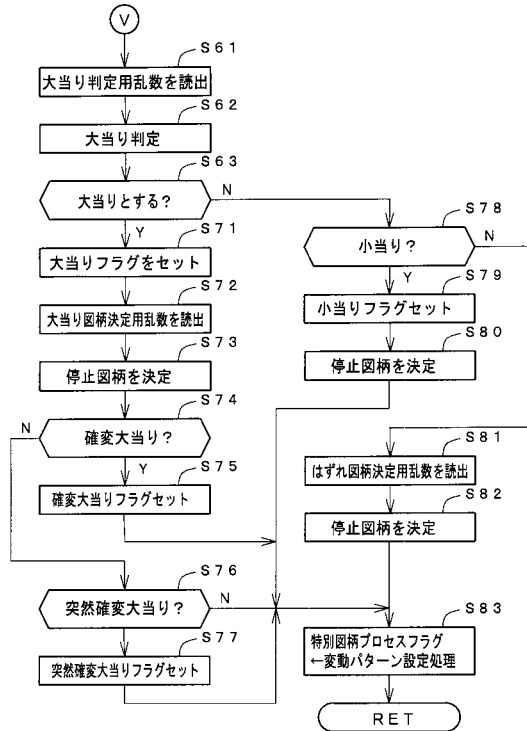 V
S61
大当り判定用乱数を読出
S62
大当り判定
S63
大当りとする?
N
Y
S71
大当りフラグをセット
S72
大当り図柄決定用乱数を読出
S73
停止図柄を決定
S74
N
確変大当り?
Y
S75
確変大当りフラグセット
S76
突然確変大当り?
N
S77
突然確変大当りフラグセット
S78
小当り?
N
Y
S79
小当りフラグセット
S80
停止図柄を決定
S81
はずれ図柄決定用乱数を読出
S82
停止図柄を決定
S83
特別図柄プロセスフラグ
←変動パターン設定処理
RET